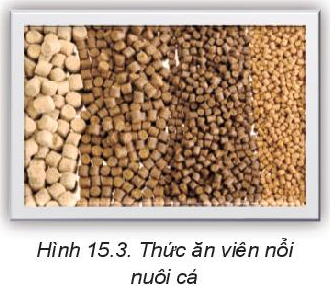 Hình 15.3. Thức ăn viên nổi
nuôi cá